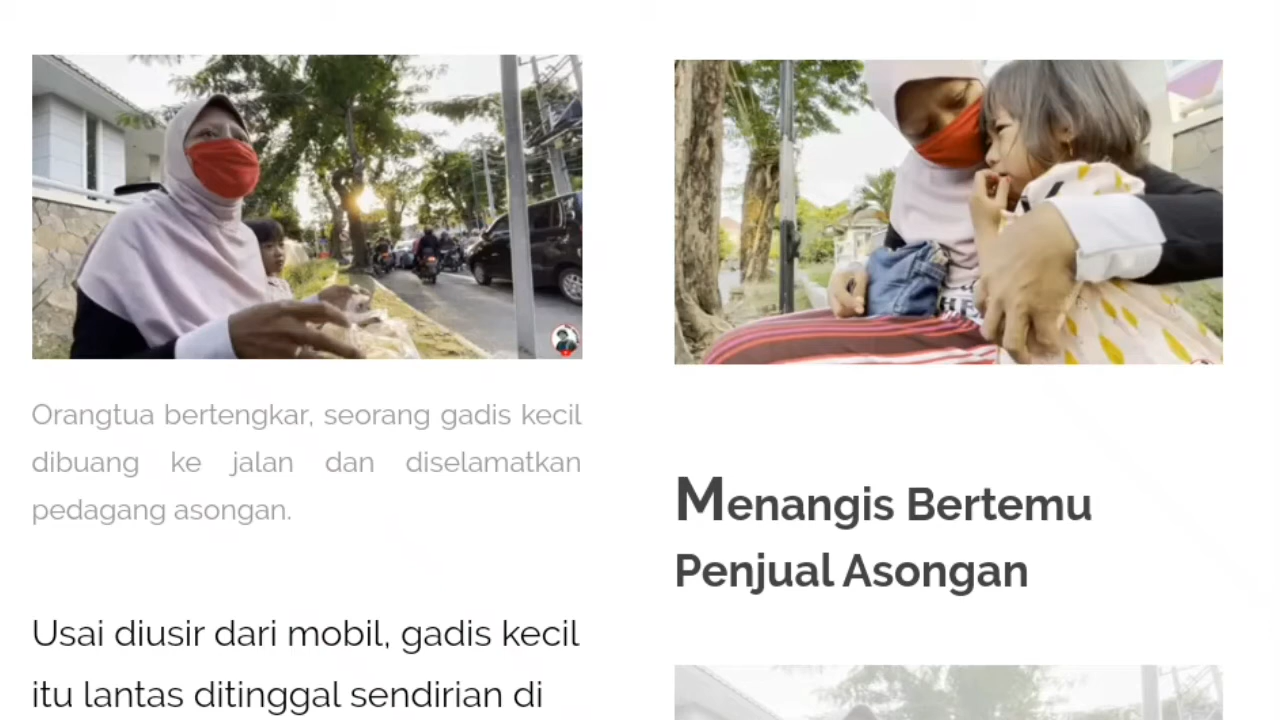 Orangtua bertengkar, seorang gadis kecil
dibuang ke jalan dan diselamatkan
pedagang asongan.
Usai diusir dari mobil, gadis kecil
itu lantas ditinggal sendirian di
Menangis Bertemu
Penjual Asongan